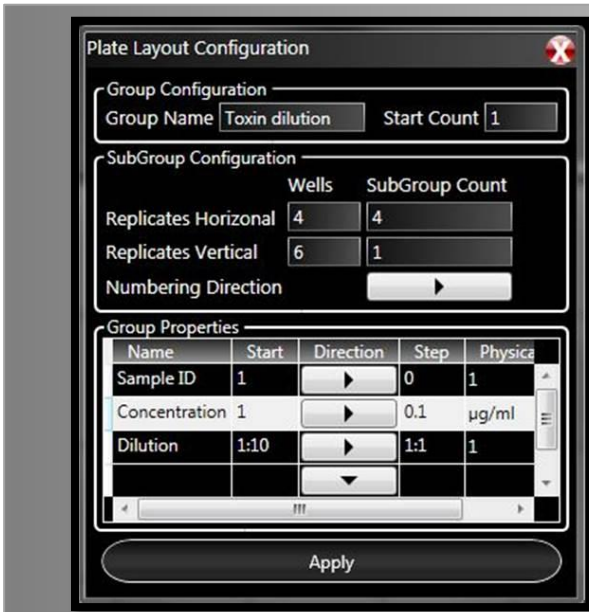 Plate Layout Configuration
Group Configuration
Group Name Toxin dilution Start Count 1
SubGroup Configuration
Wells SubGroup Count
Replicates Horizonal 4 4
Replicates Vertical 6 1
Numbering Direction
Group Properties
Name Start Direction Step Physica
Sample ID 1 0 1
Concentration 1 0.1 µg/ml
Dilution 1:10 1:1 1
Apply